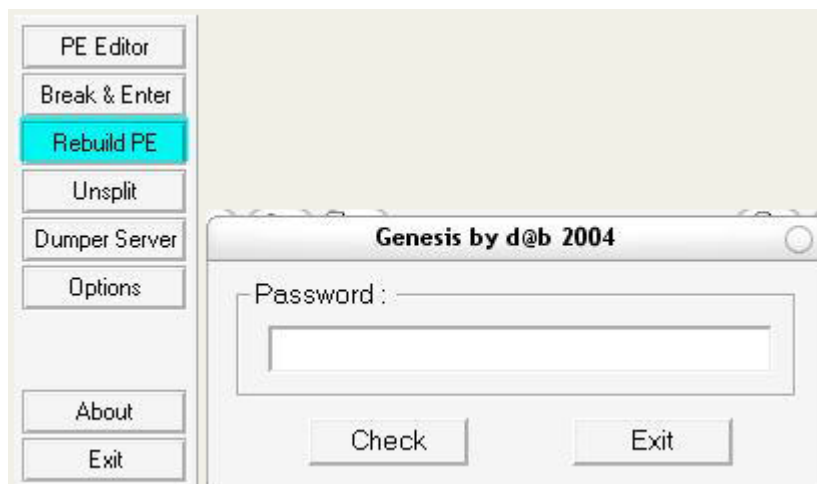 PE Editor
Break & Enter
Rebuild PE
Unsplit
Dumper Server
Options
About
Exit
Genesis by d@b 2004
Password :
Check
Exit